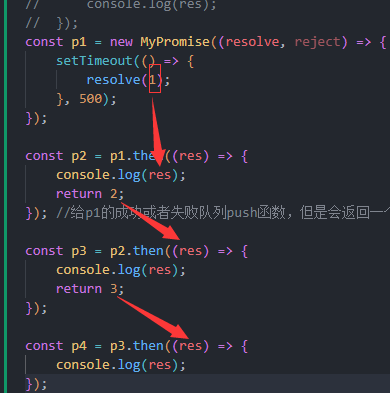 //      console.log(res);
//  });
const p1 = new MyPromise((resolve, reject) => {
    setTimeout(() => {
        resolve(1);
    }, 500);
});
const p2 = p1.then((res) => {
    console.log(res);
    return 2;
}); //给p1的成功或者失败队列push函数，但是会返回一个
const p3 = p2.then((res) => {
    console.log(res);
    return 3;
});
const p4 = p3.then((res) => {
    console.log(res);
});